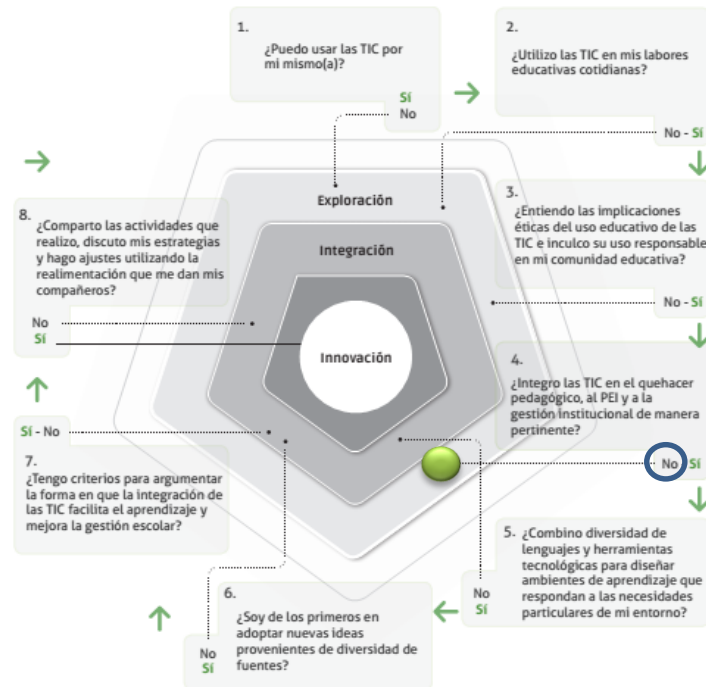 1.
¿Puedo usar las TIC por
mi mismo(a)?
Sí
No
2.
¿Utilizo las TIC en mis labores
educativas cotidianas?
No - Sí
3.
¿Entiendo las implicaciones
éticas del uso educativo de las
TIC e inculco su uso responsable
en mi comunidad educativa?
No - Sí
4.
¿Integro las TIC en el quehacer
pedagógico, al PEI y a la
gestión institucional de manera
pertinente?
No Sí
5. ¿Combino diversidad de
lenguajes y herramientas
tecnológicas para diseñar
ambientes de aprendizaje que
respondan a las necesidades
particulares de mi entorno?
No
Sí
6.
¿Soy de los primeros en
adoptar nuevas ideas
provenientes de diversidad de
fuentes?
No
Sí
Sí - No
7.
¿Tengo criterios para argumentar
la forma en que la integración de
las TIC facilita el aprendizaje y
mejora la gestión escolar?
8.
¿Comparto las actividades que
realizo, discuto mis estrategias
y hago ajustes utilizando la
realimentación que me dan mis
compañeros?
No
Sí
Exploración
Integración
Innovación